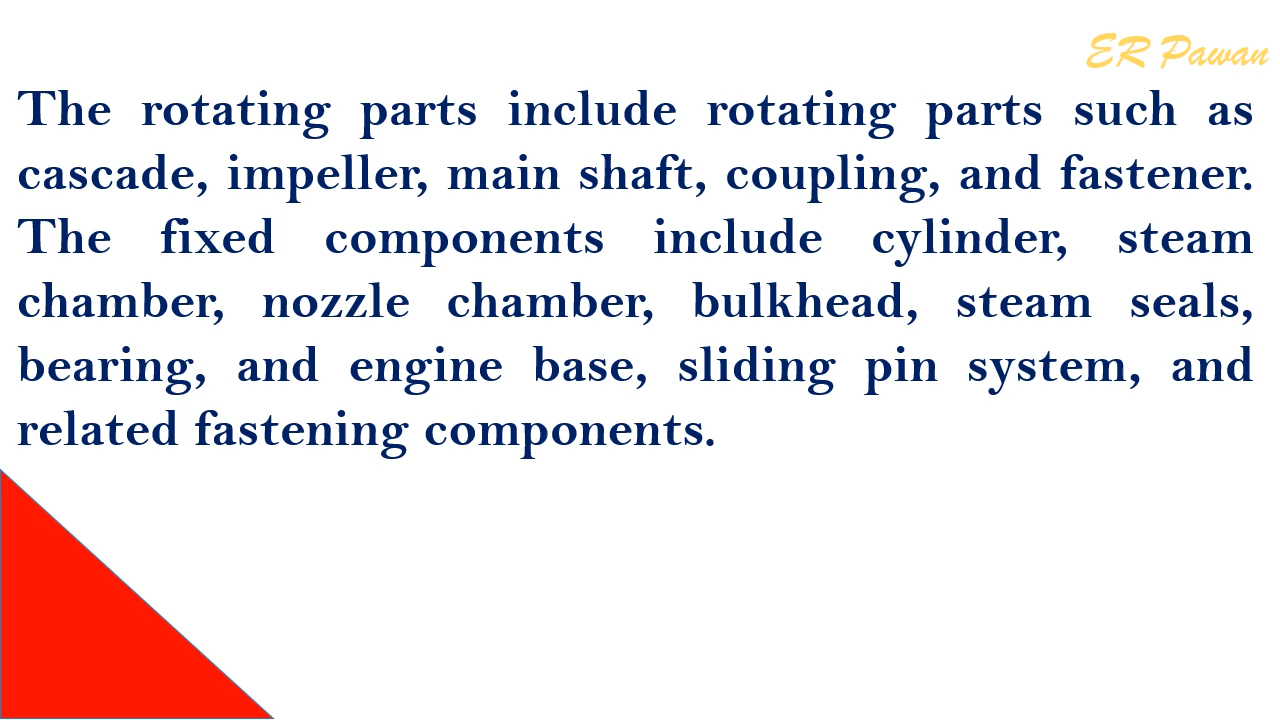 ER Pawan
The rotating parts include rotating parts such as
cascade, impeller, main shaft, coupling, and fastener.
The fixed components include cylinder, steam
chamber, nozzle chamber, bulkhead, steam seals,
bearing, and engine base, sliding pin system, and
related fastening components.